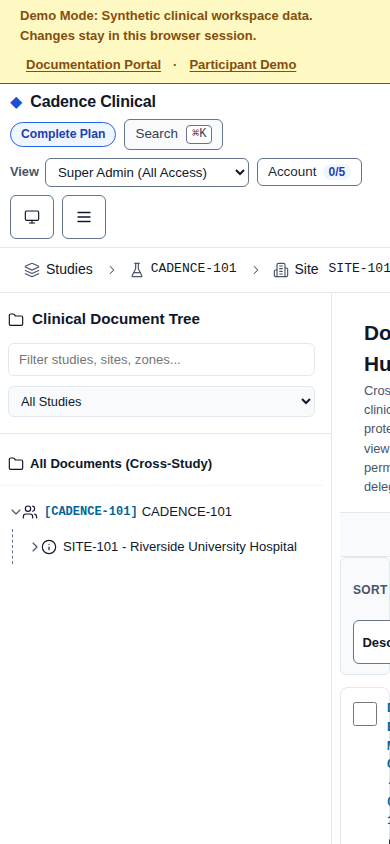 Demo Mode: Synthetic clinical workspace data.
Changes stay in this browser session.
Documentation Portal · Participant Demo
Cadence Clinical
Complete Plan Search ⌘K
View Super Admin (All Access) Account 0/5
Studies CADENCE-101 Site SITE-101
Clinical Document Tree
Filter studies, sites, zones...
All Studies
All Documents (Cross-Study)
[CADENCE-101] CADENCE-101
SITE-101 - Riverside University Hospital
SORT